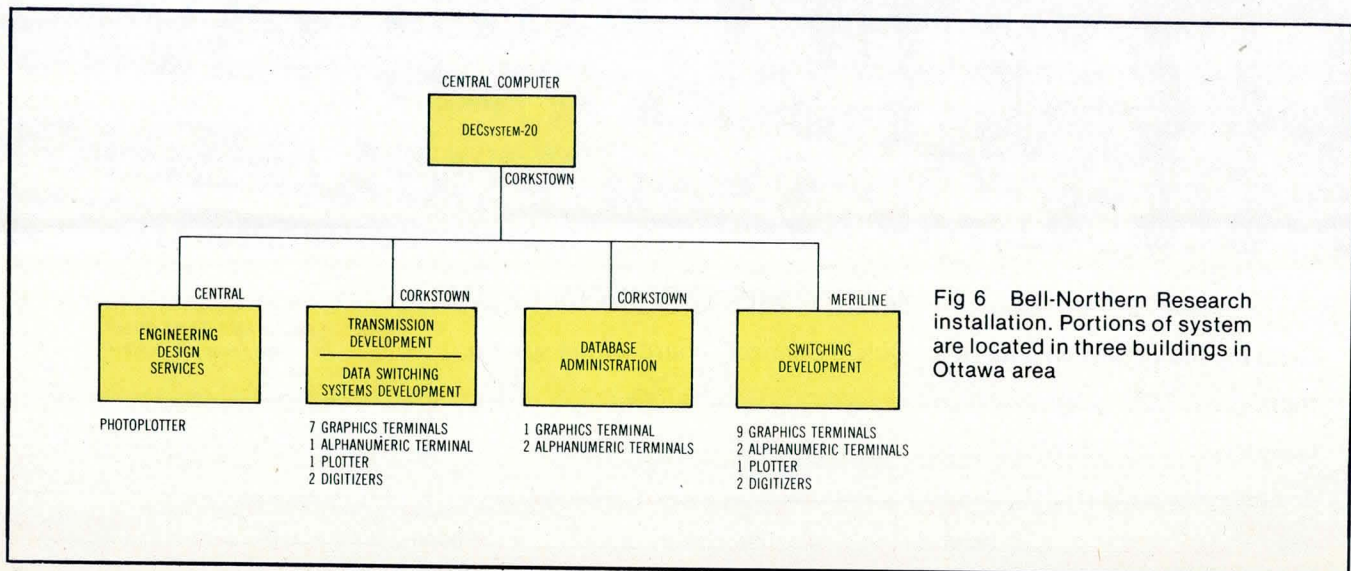 CENTRAL COMPUTER
DECSYSTEM-20
CORKSTOWN
CENTRAL
ENGINEERING
DESIGN
SERVICES
PHOTOPLOTTER
CORKSTOWN
TRANSMISSION
DEVELOPMENT
DATA SWITCHING
SYSTEMS DEVELOPMENT
7 GRAPHICS TERMINALS
1 ALPHANUMERIC TERMINAL
1 PLOTTER
2 DIGITIZERS
CORKSTOWN
DATABASE
ADMINISTRATION
1 GRAPHICS TERMINAL
2 ALPHANUMERIC TERMINALS
MERILINE
SWITCHING
DEVELOPMENT
9 GRAPHICS TERMINALS
2 ALPHANUMERIC TERMINALS
1 PLOTTER
2 DIGITIZERS
Fig 6 Bell-Northern Research
installation. Portions of system
are located in three buildings in
Ottawa area